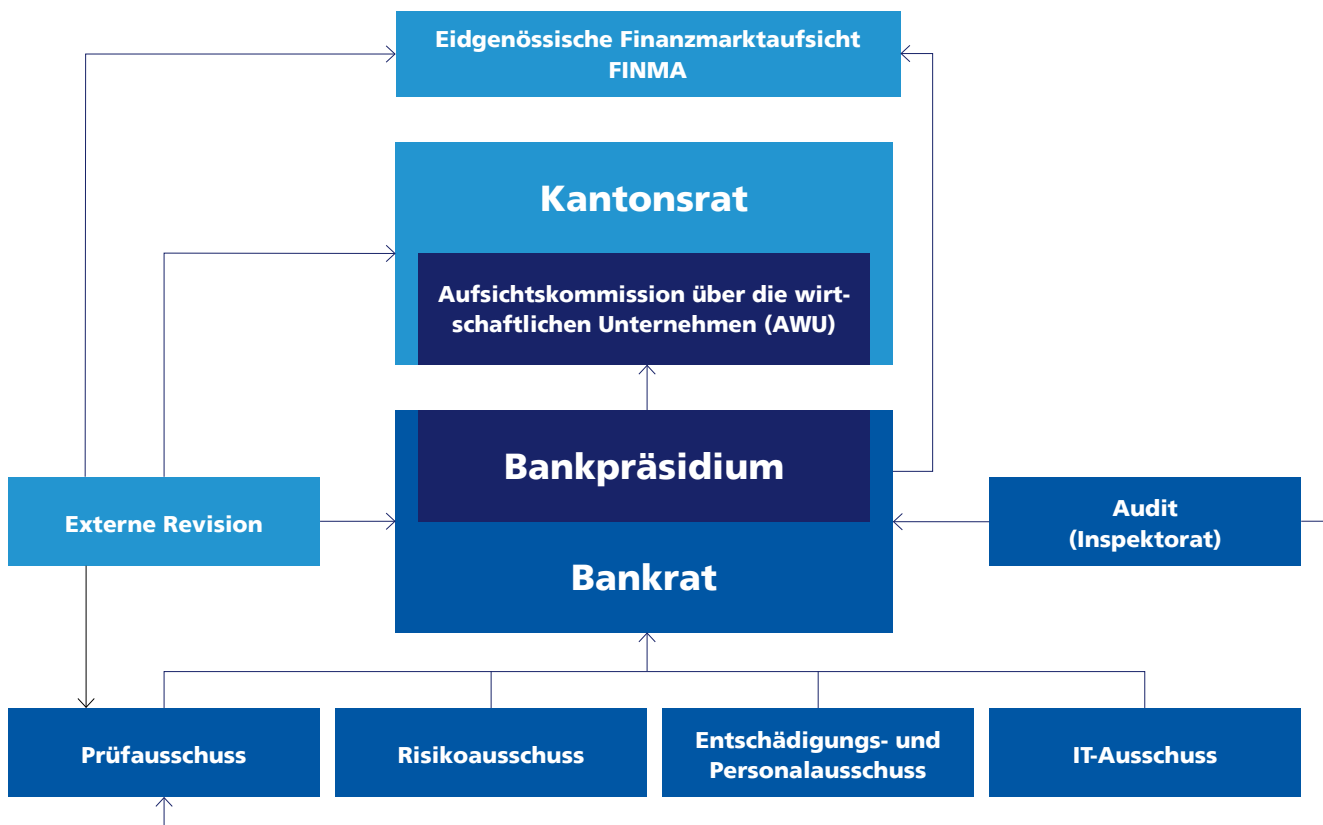 Eidgenössische Finanzmarktaufsicht
FINMA
Kantonsrat
Aufsichtskommission über die wirt-
schaftlichen Unternehmen (AWU)
Bankpräsidium
Externe Revision
Audit
(Inspektorat)
Bankrat
Prüfausschuss
Risikoausschuss
Entschädigungs- und
Personalausschuss
IT-Ausschuss